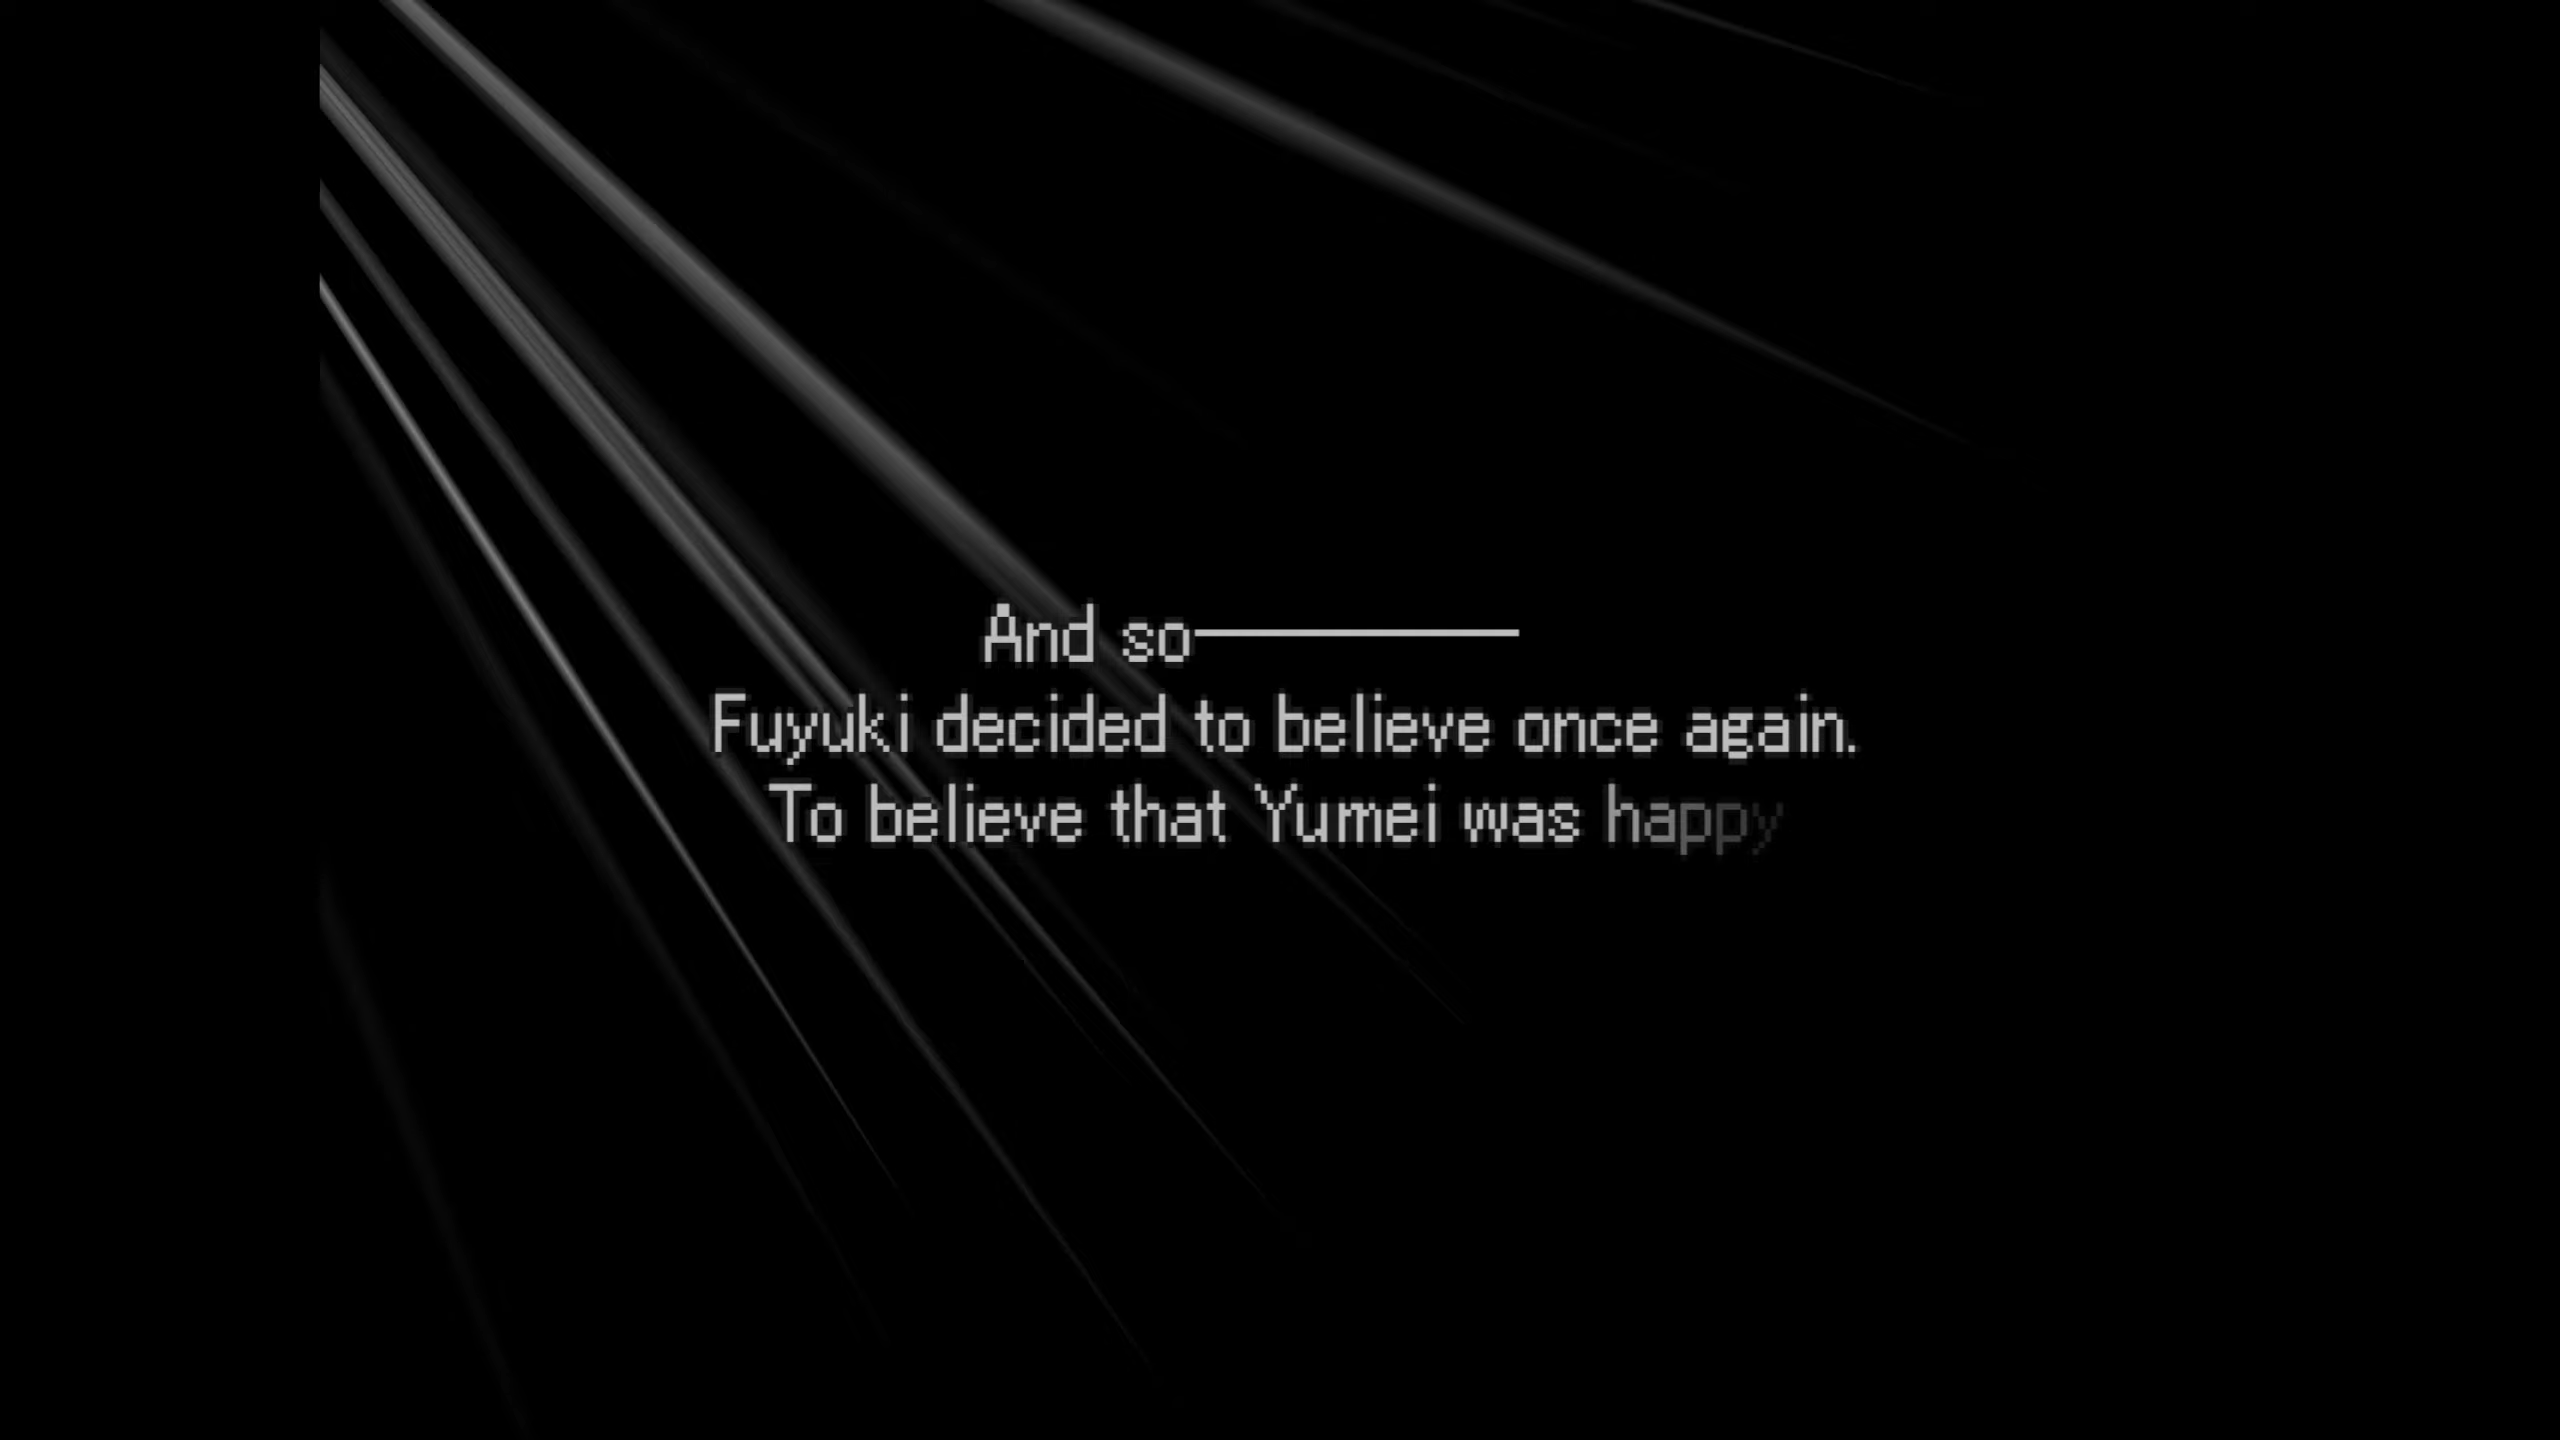 And so─────────
Fuyuki decided to believe once again.
To believe that Yumei was happy